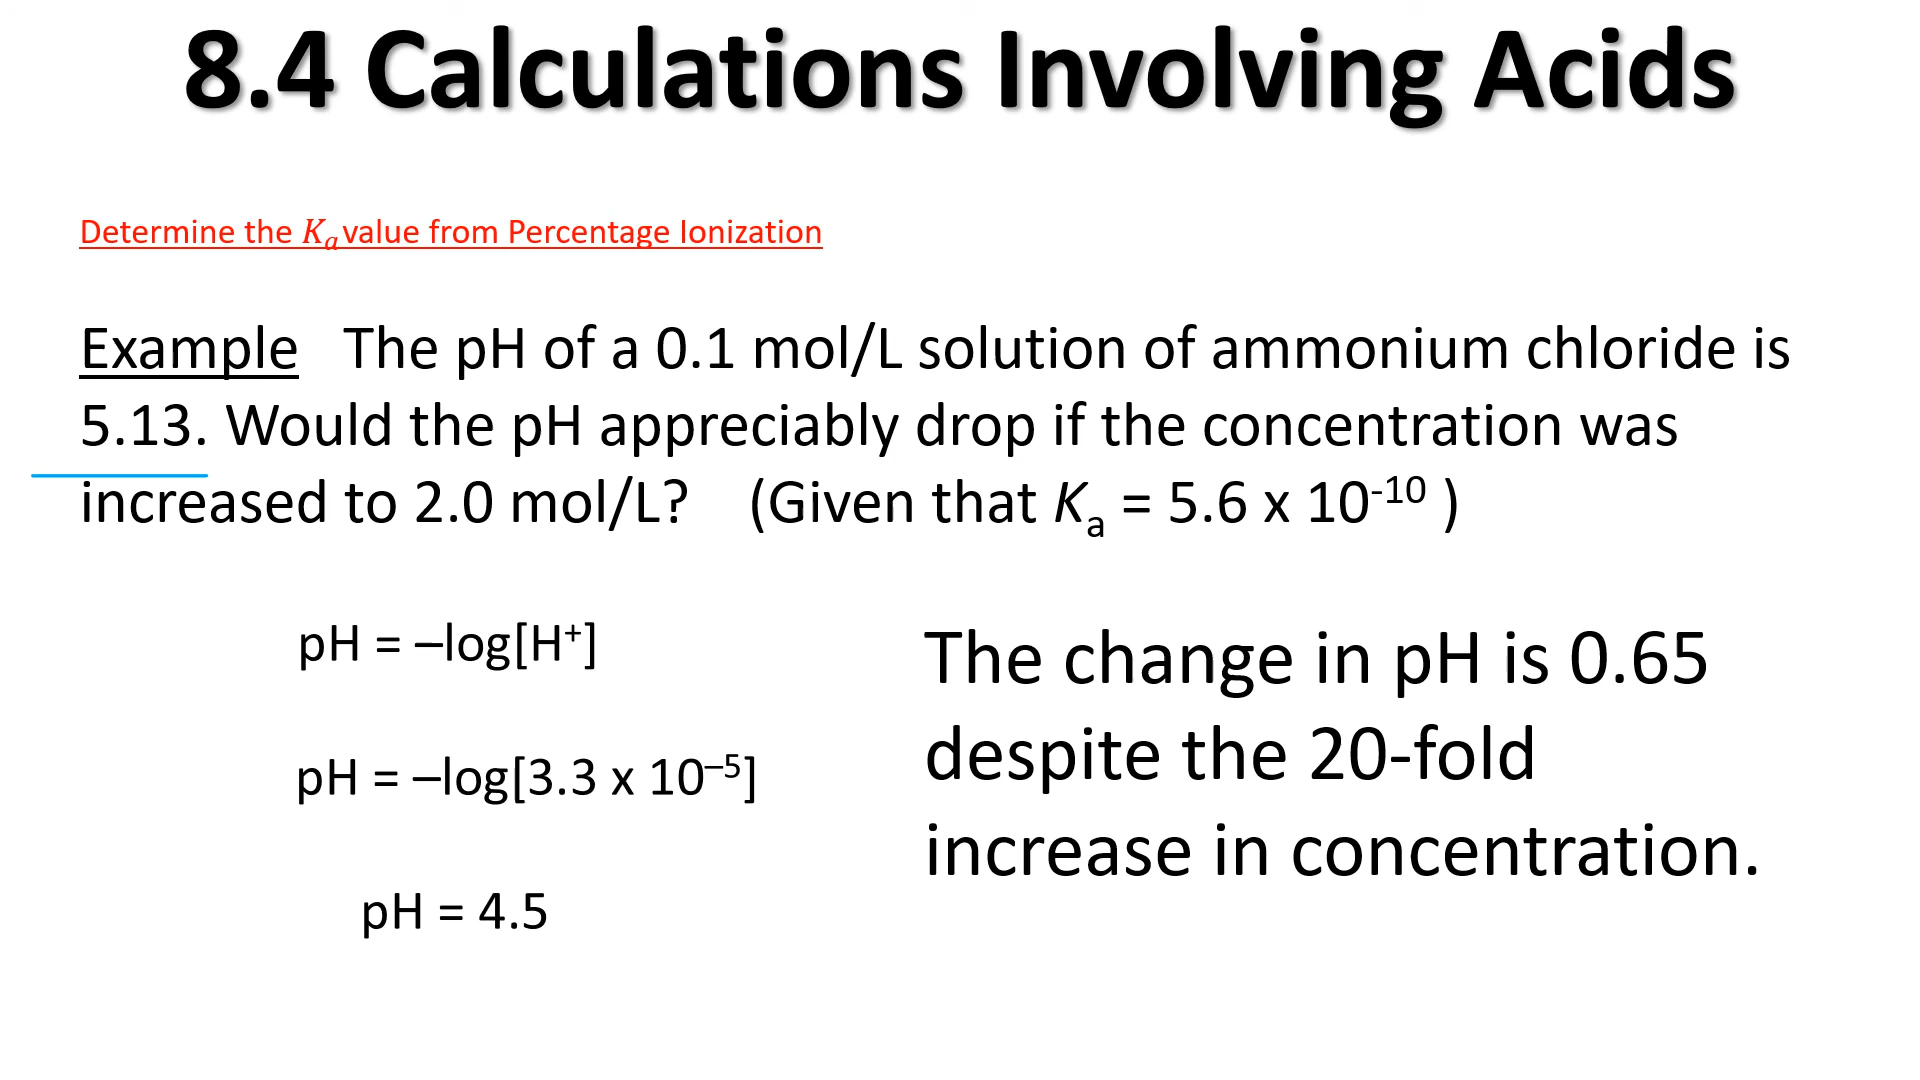 8.4 Calculations Involving Acids
Determine the Kₐ value from Percentage Ionization
Example The pH of a 0.1 mol/L solution of ammonium chloride is
5.13. Would the pH appreciably drop if the concentration was
increased to 2.0 mol/L? (Given that Kₐ = 5.6 x 10⁻¹⁰ )
pH = –log[H⁺]
pH = –log[3.3 x 10⁻⁵]
pH = 4.5
The change in pH is 0.65
despite the 20-fold
increase in concentration.